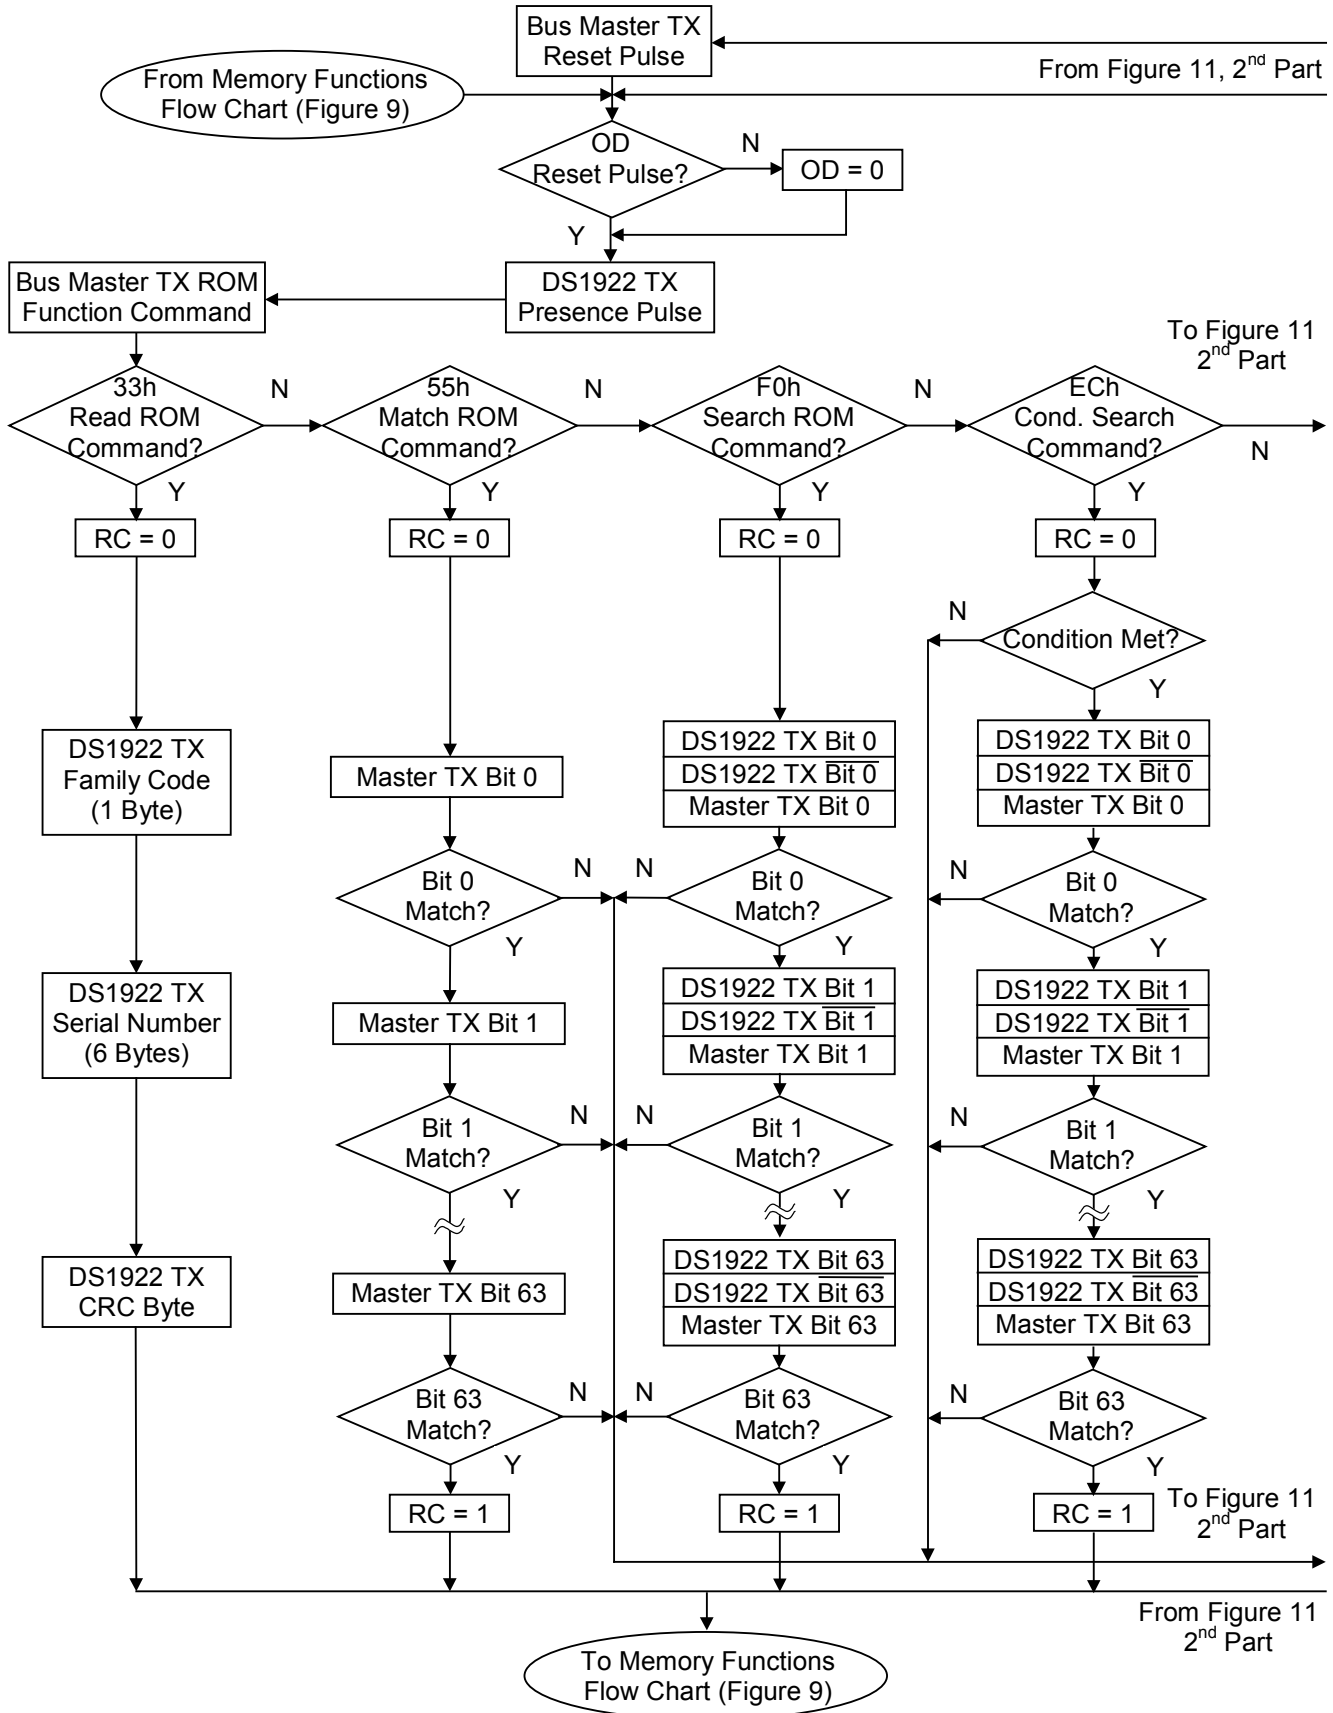 Bus Master TX
Reset Pulse
From Memory Functions
Flow Chart (Figure 9)
From Figure 11, 2nd Part
OD
Reset Pulse?
N
OD = 0
Y
Bus Master TX ROM
Function Command
DS1922 TX
Presence Pulse
To Figure 11
2nd Part
33h
Read ROM
Command?
N
55h
Match ROM
Command?
N
F0h
Search ROM
Command?
N
ECh
Cond. Search
Command?
N
Y
Y
Y
Y
RC = 0
RC = 0
RC = 0
RC = 0
N
Condition Met?
Y
DS1922 TX
Family Code
(1 Byte)
Master TX Bit 0
DS1922 TX Bit 0
DS1922 TX Bit 0
Master TX Bit 0
DS1922 TX Bit 0
DS1922 TX Bit 0
Master TX Bit 0
Bit 0
Match?
N
N
Bit 0
Match?
N
Bit 0
Match?
Y
Y
Y
DS1922 TX
Serial Number
(6 Bytes)
Master TX Bit 1
DS1922 TX Bit 1
DS1922 TX Bit 1
Master TX Bit 1
DS1922 TX Bit 1
DS1922 TX Bit 1
Master TX Bit 1
Bit 1
Match?
N
N
Bit 1
Match?
N
Bit 1
Match?
Y
Y
Y
DS1922 TX
CRC Byte
Master TX Bit 63
DS1922 TX Bit 63
DS1922 TX Bit 63
Master TX Bit 63
DS1922 TX Bit 63
DS1922 TX Bit 63
Master TX Bit 63
Bit 63
Match?
N
N
Bit 63
Match?
N
Bit 63
Match?
Y
Y
Y
RC = 1
RC = 1
RC = 1
To Figure 11
2nd Part
From Figure 11
2nd Part
To Memory Functions
Flow Chart (Figure 9)